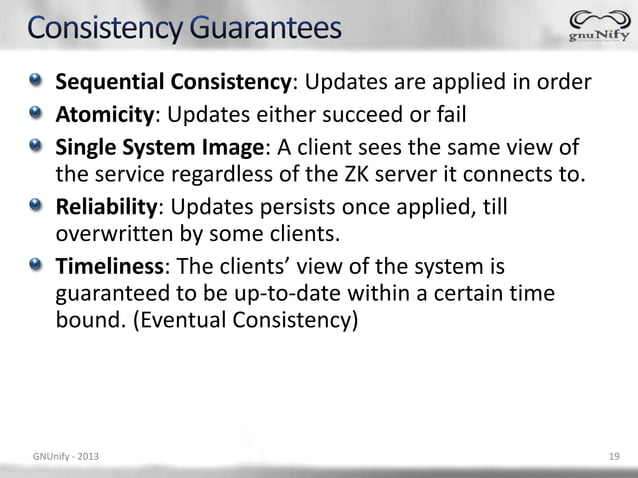 Consistency Guarantees
gnuNify
Sequential Consistency: Updates are applied in order
Atomicity: Updates either succeed or fail
Single System Image: A client sees the same view of
the service regardless of the ZK server it connects to.
Reliability: Updates persists once applied, till
overwritten by some clients.
Timeliness: The clients’ view of the system is
guaranteed to be up-to-date within a certain time
bound. (Eventual Consistency)
GNUnify - 2013
19